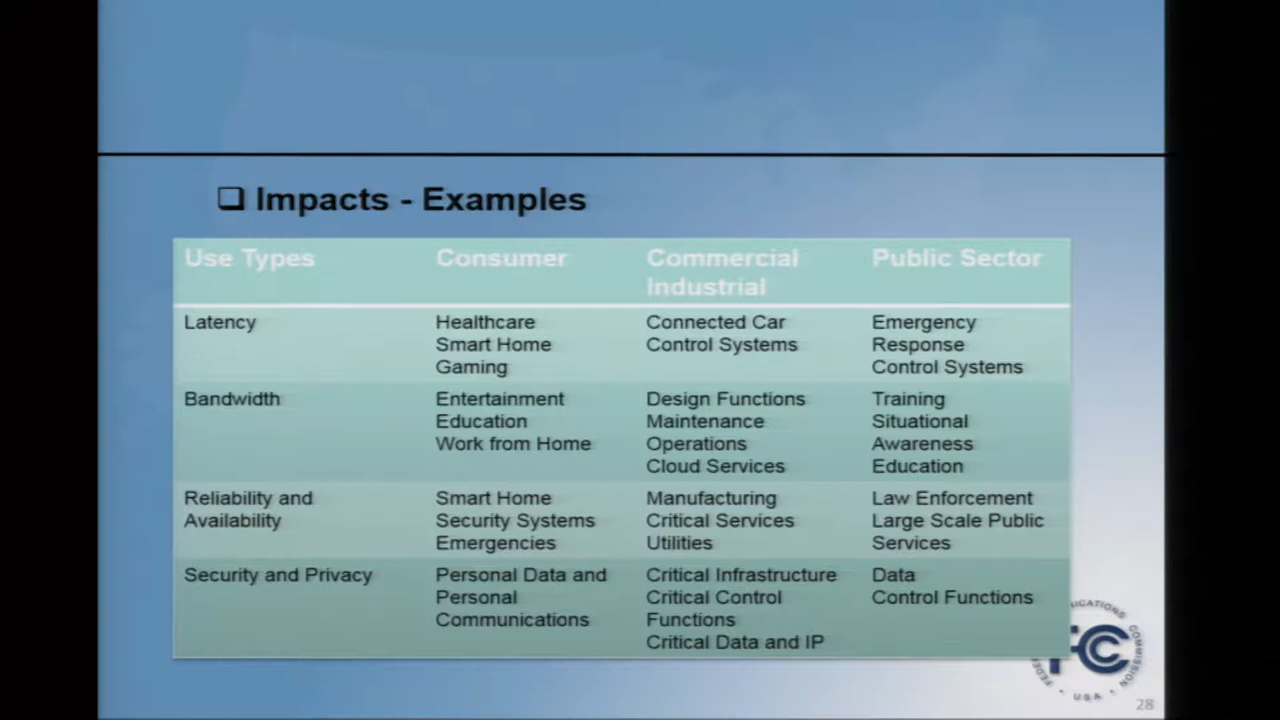 ❑ Impacts - Examples
Use Types Consumer Commercial Industrial Public Sector
Latency
Healthcare
Smart Home
Gaming
Connected Car
Control Systems
Emergency
Response
Control Systems
Bandwidth
Entertainment
Education
Work from Home
Design Functions
Maintenance
Operations
Cloud Services
Training
Situational
Awareness
Education
Reliability and
Availability
Smart Home
Security Systems
Emergencies
Manufacturing
Critical Services
Utilities
Law Enforcement
Large Scale Public
Services
Security and Privacy
Personal Data and
Personal
Communications
Critical Infrastructure
Critical Control
Functions
Critical Data and IP
Data
Control Functions
FC
COMMISSION
USA
28